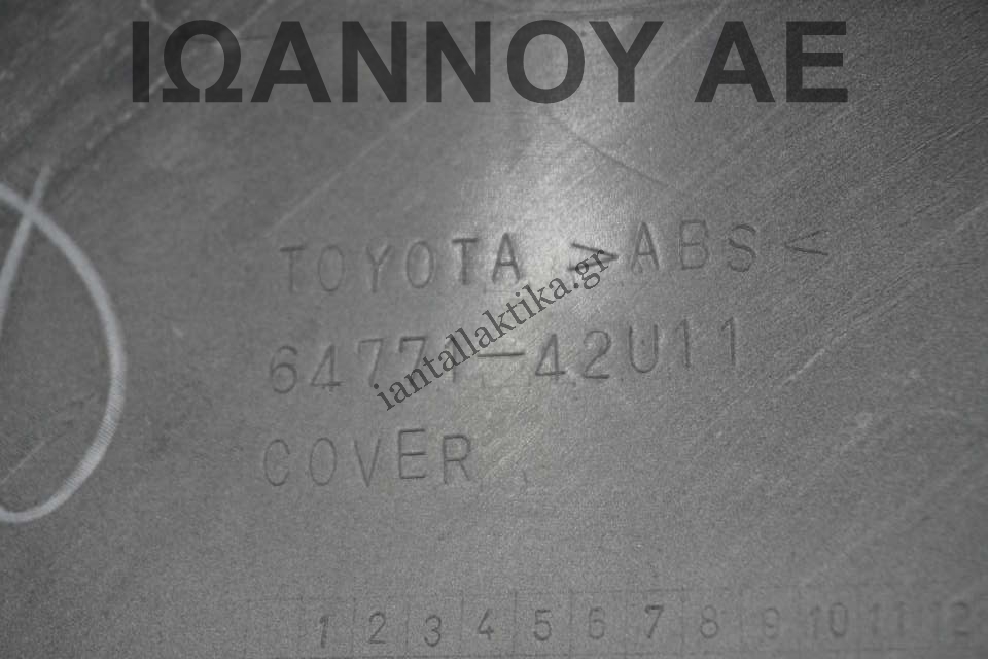 ΙΩΑΝΝΟΥ ΑΕ
TOYOTA >ABS<
64771-42U11
COVER
iantallaktika.gr
1 2 3 4 5 6 7 8 9 10 11 12